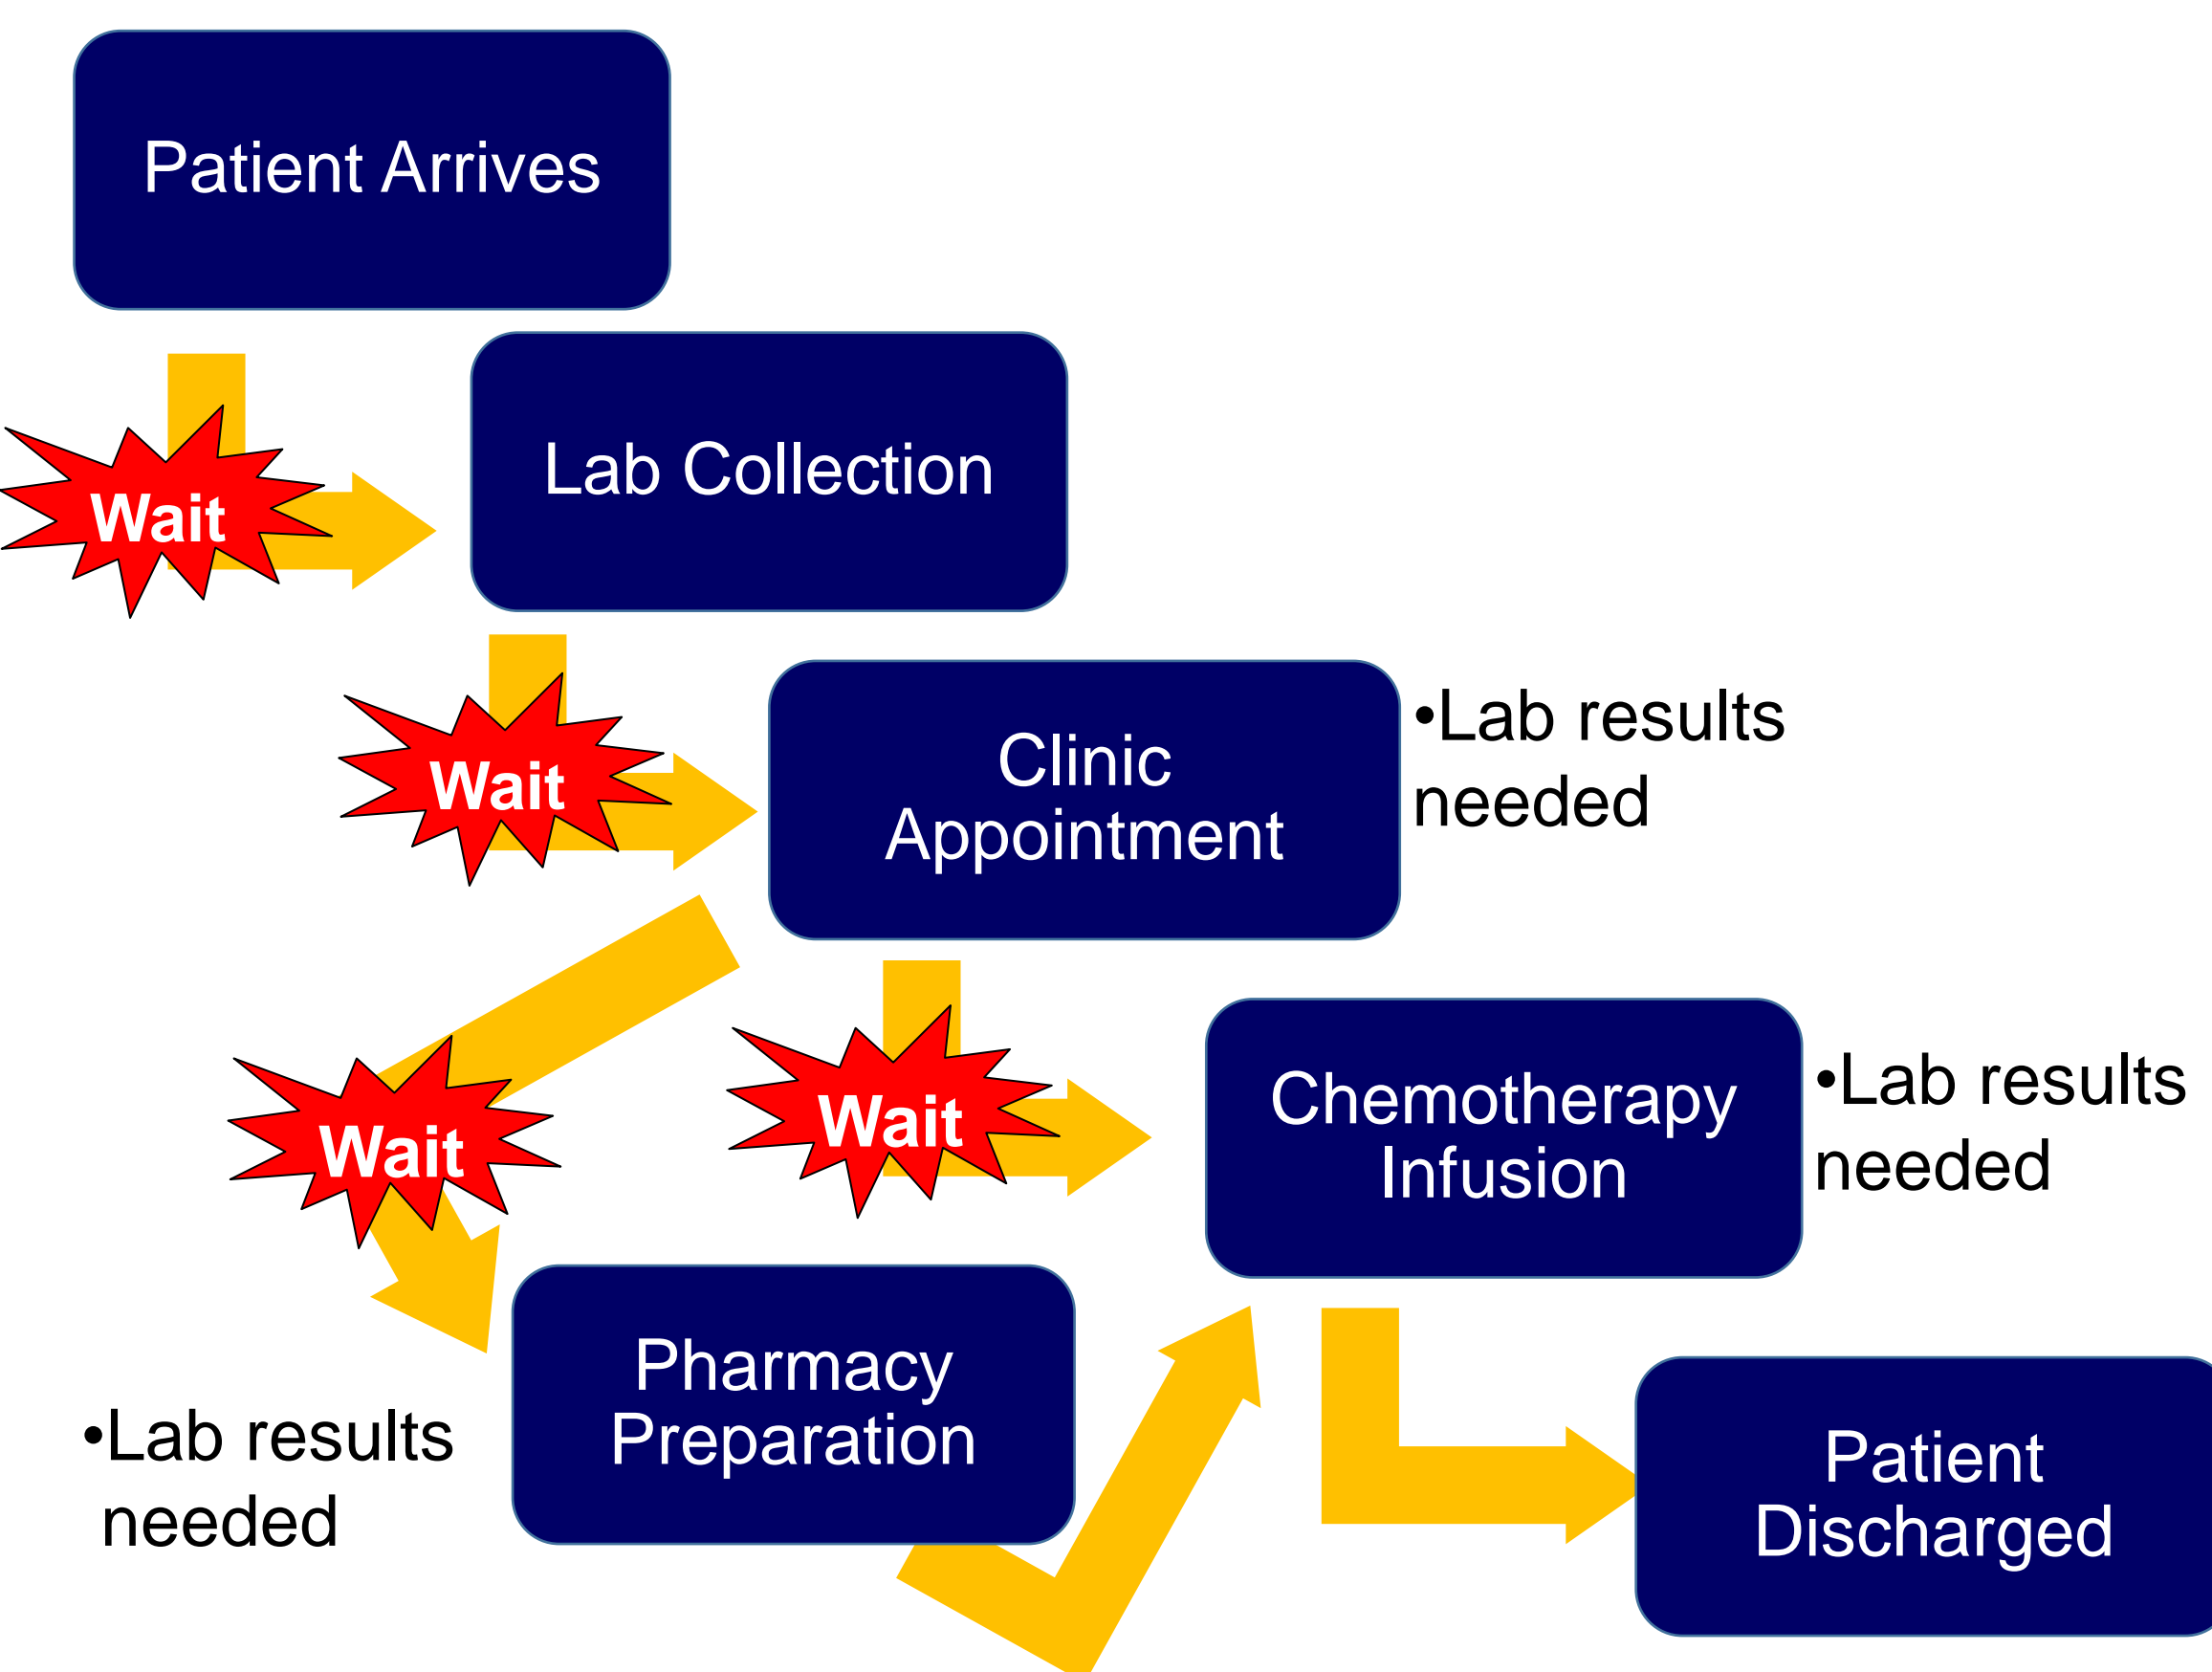 Patient Arrives
Wait
Lab Collection
Wait
Clinic
Appointment
•Lab results
needed
Wait
Wait
Chemotherapy
Infusion
•Lab results
needed
Pharmacy
Preparation
•Lab results
needed
Patient
Discharged